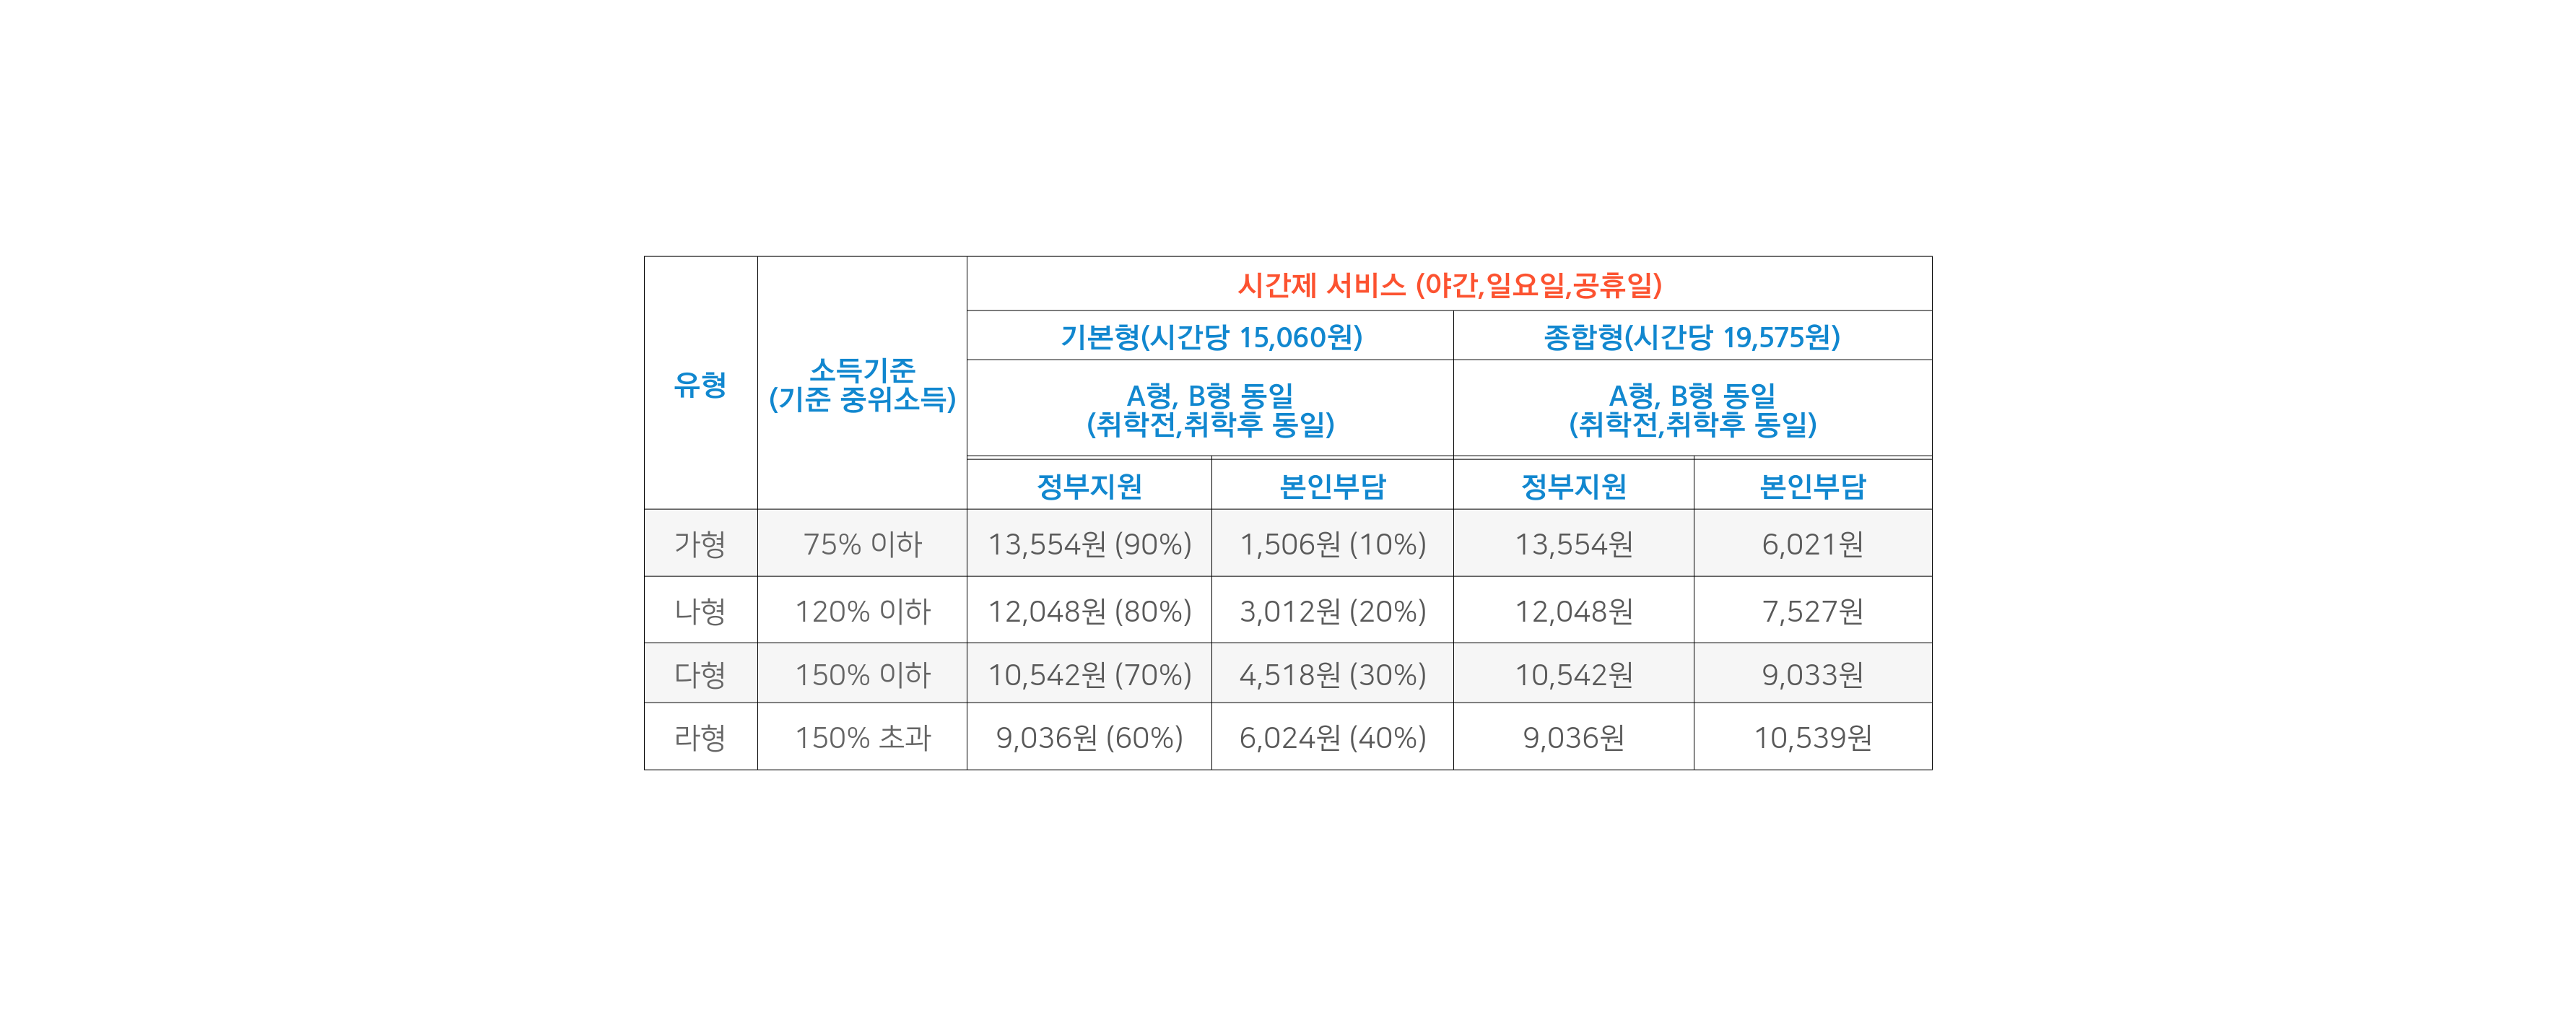 시간제 서비스 (야간,일요일,공휴일)
유형
소득기준
(기준 중위소득)
기본형(시간당 15,060원)
종합형(시간당 19,575원)
A형, B형 동일
(취학전,취학후 동일)
A형, B형 동일
(취학전,취학후 동일)
정부지원
본인부담
정부지원
본인부담
가형
75% 이하
13,554원 (90%)
1,506원 (10%)
13,554원
6,021원
나형
120% 이하
12,048원 (80%)
3,012원 (20%)
12,048원
7,527원
다형
150% 이하
10,542원 (70%)
4,518원 (30%)
10,542원
9,033원
라형
150% 초과
9,036원 (60%)
6,024원 (40%)
9,036원
10,539원